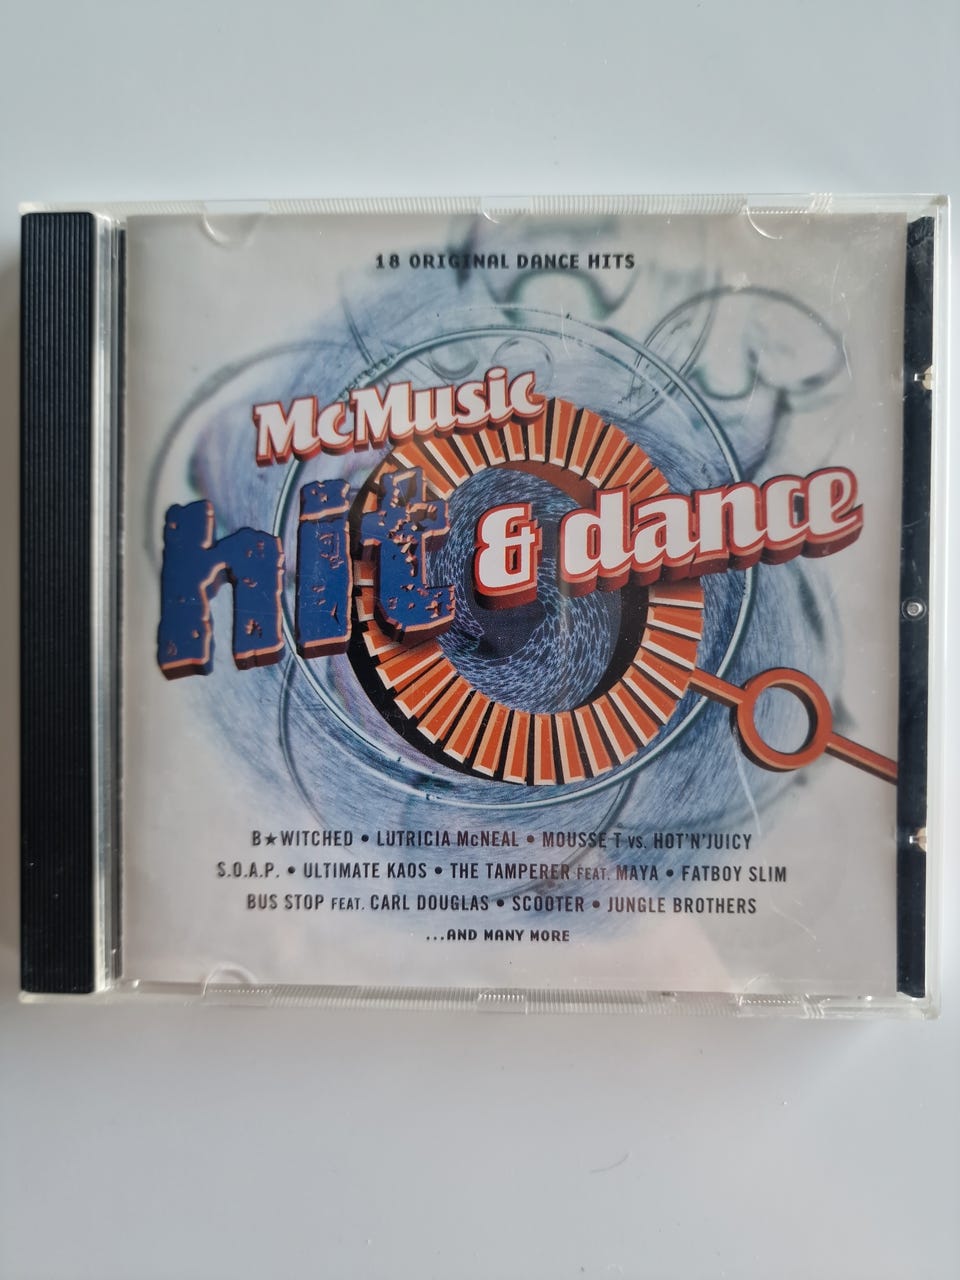 18 ORIGINAL DANCE HITS
McMusic
hit & dance
B★WITCHED • LUTRICIA McNEAL • MOUSSE T vs. HOT'N'JUICY
S.O.A.P. • ULTIMATE KAOS • THE TAMPERER FEAT. MAYA • FATBOY SLIM
BUS STOP FEAT. CARL DOUGLAS • SCOOTER • JUNGLE BROTHERS
...AND MANY MORE